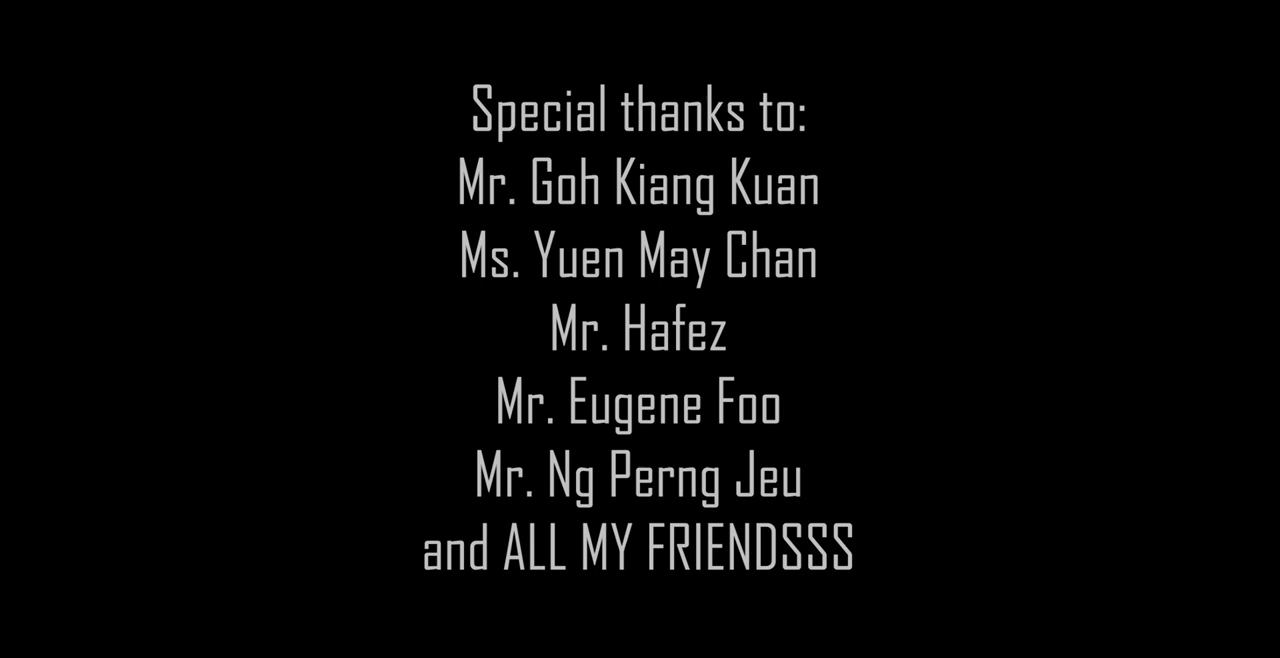 Special thanks to:
Mr. Goh Kiang Kuan
Ms. Yuen May Chan
Mr. Hafez
Mr. Eugene Foo
Mr. Ng Perng Jeu
and ALL MY FRIENDSSS